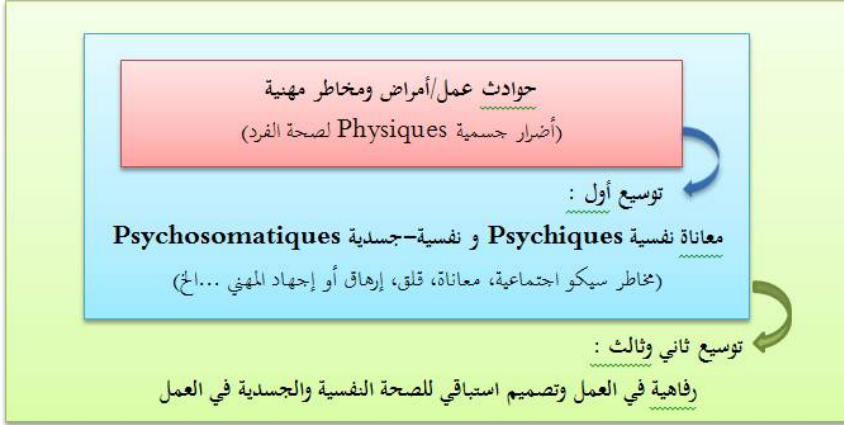 حوادث عمل/أمراض ومخاطر مهنية
(أضرار جسمية Physiques لصحة الفرد)
توسيع أول :
معاناة نفسية Psychiques و نفسية-جسدية Psychosomatiques
(مخاطر سيكو اجتماعية، معاناة، قلق، إرهاق أو إجهاد المهني ...الخ)
توسيع ثاني وثالث :
رفاهية في العمل وتصميم استباقي للصحة النفسية والجسدية في العمل